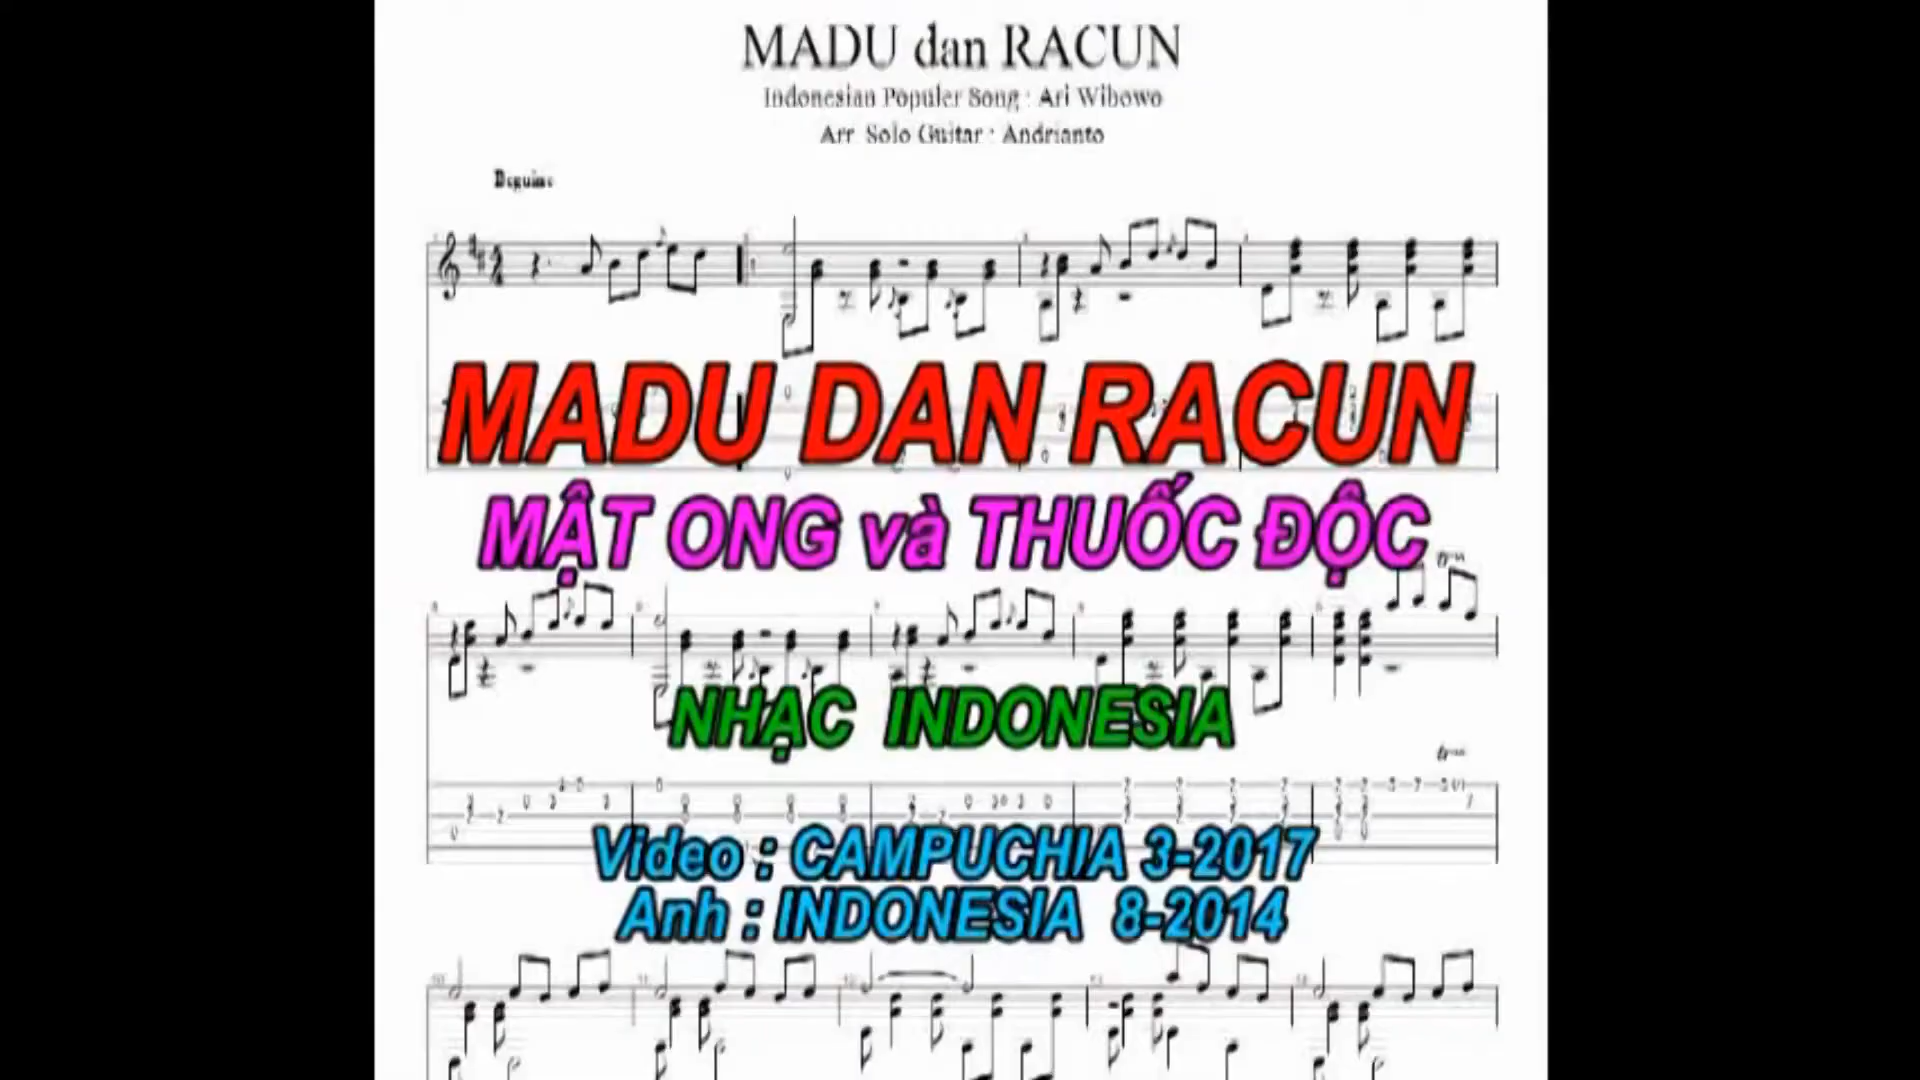 MADU dan RACUN
Indonesian Populer Song : Ari Wibowo
Arr Solo Guitar : Andrianto
Beguine
MADU DAN RACUN
MẬT ONG và THUỐC ĐỘC
NHẠC INDONESIA
Video : CAMPUCHIA 3-2017
Anh : INDONESIA 8-2014